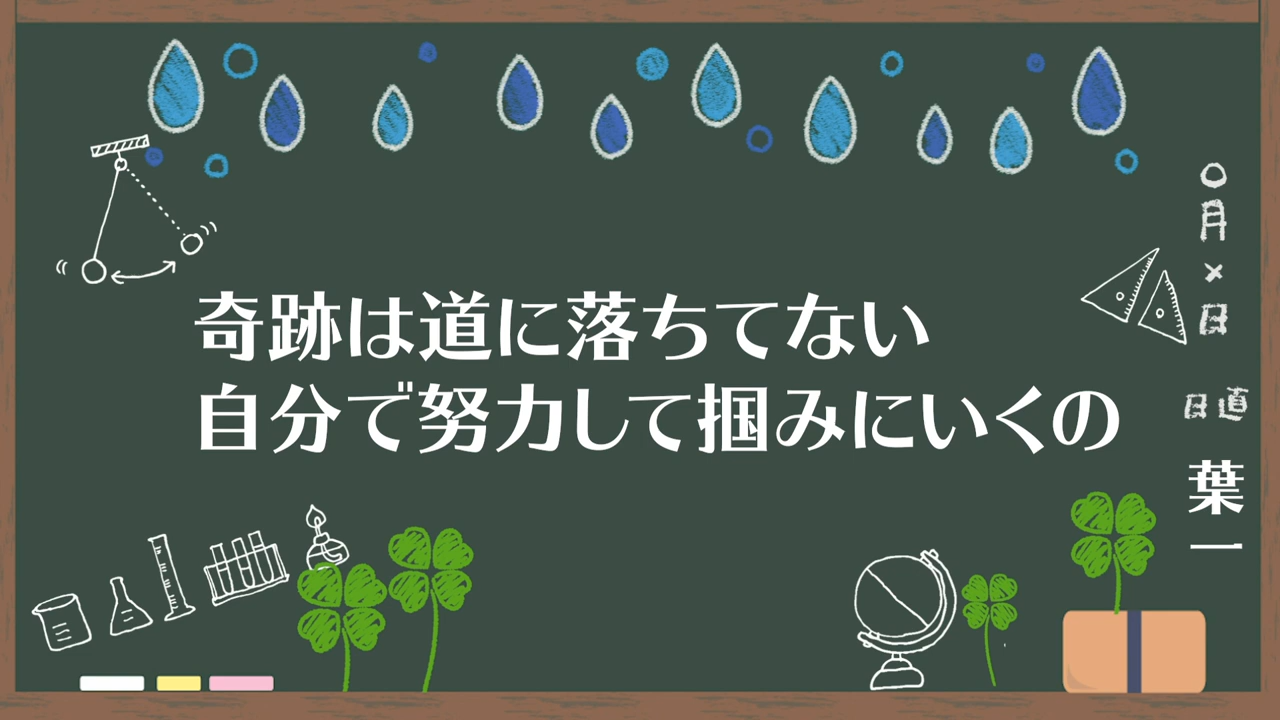 奇跡は道に落ちてない
自分で努力して掴みにいくの
〇月×日
日道
葉一